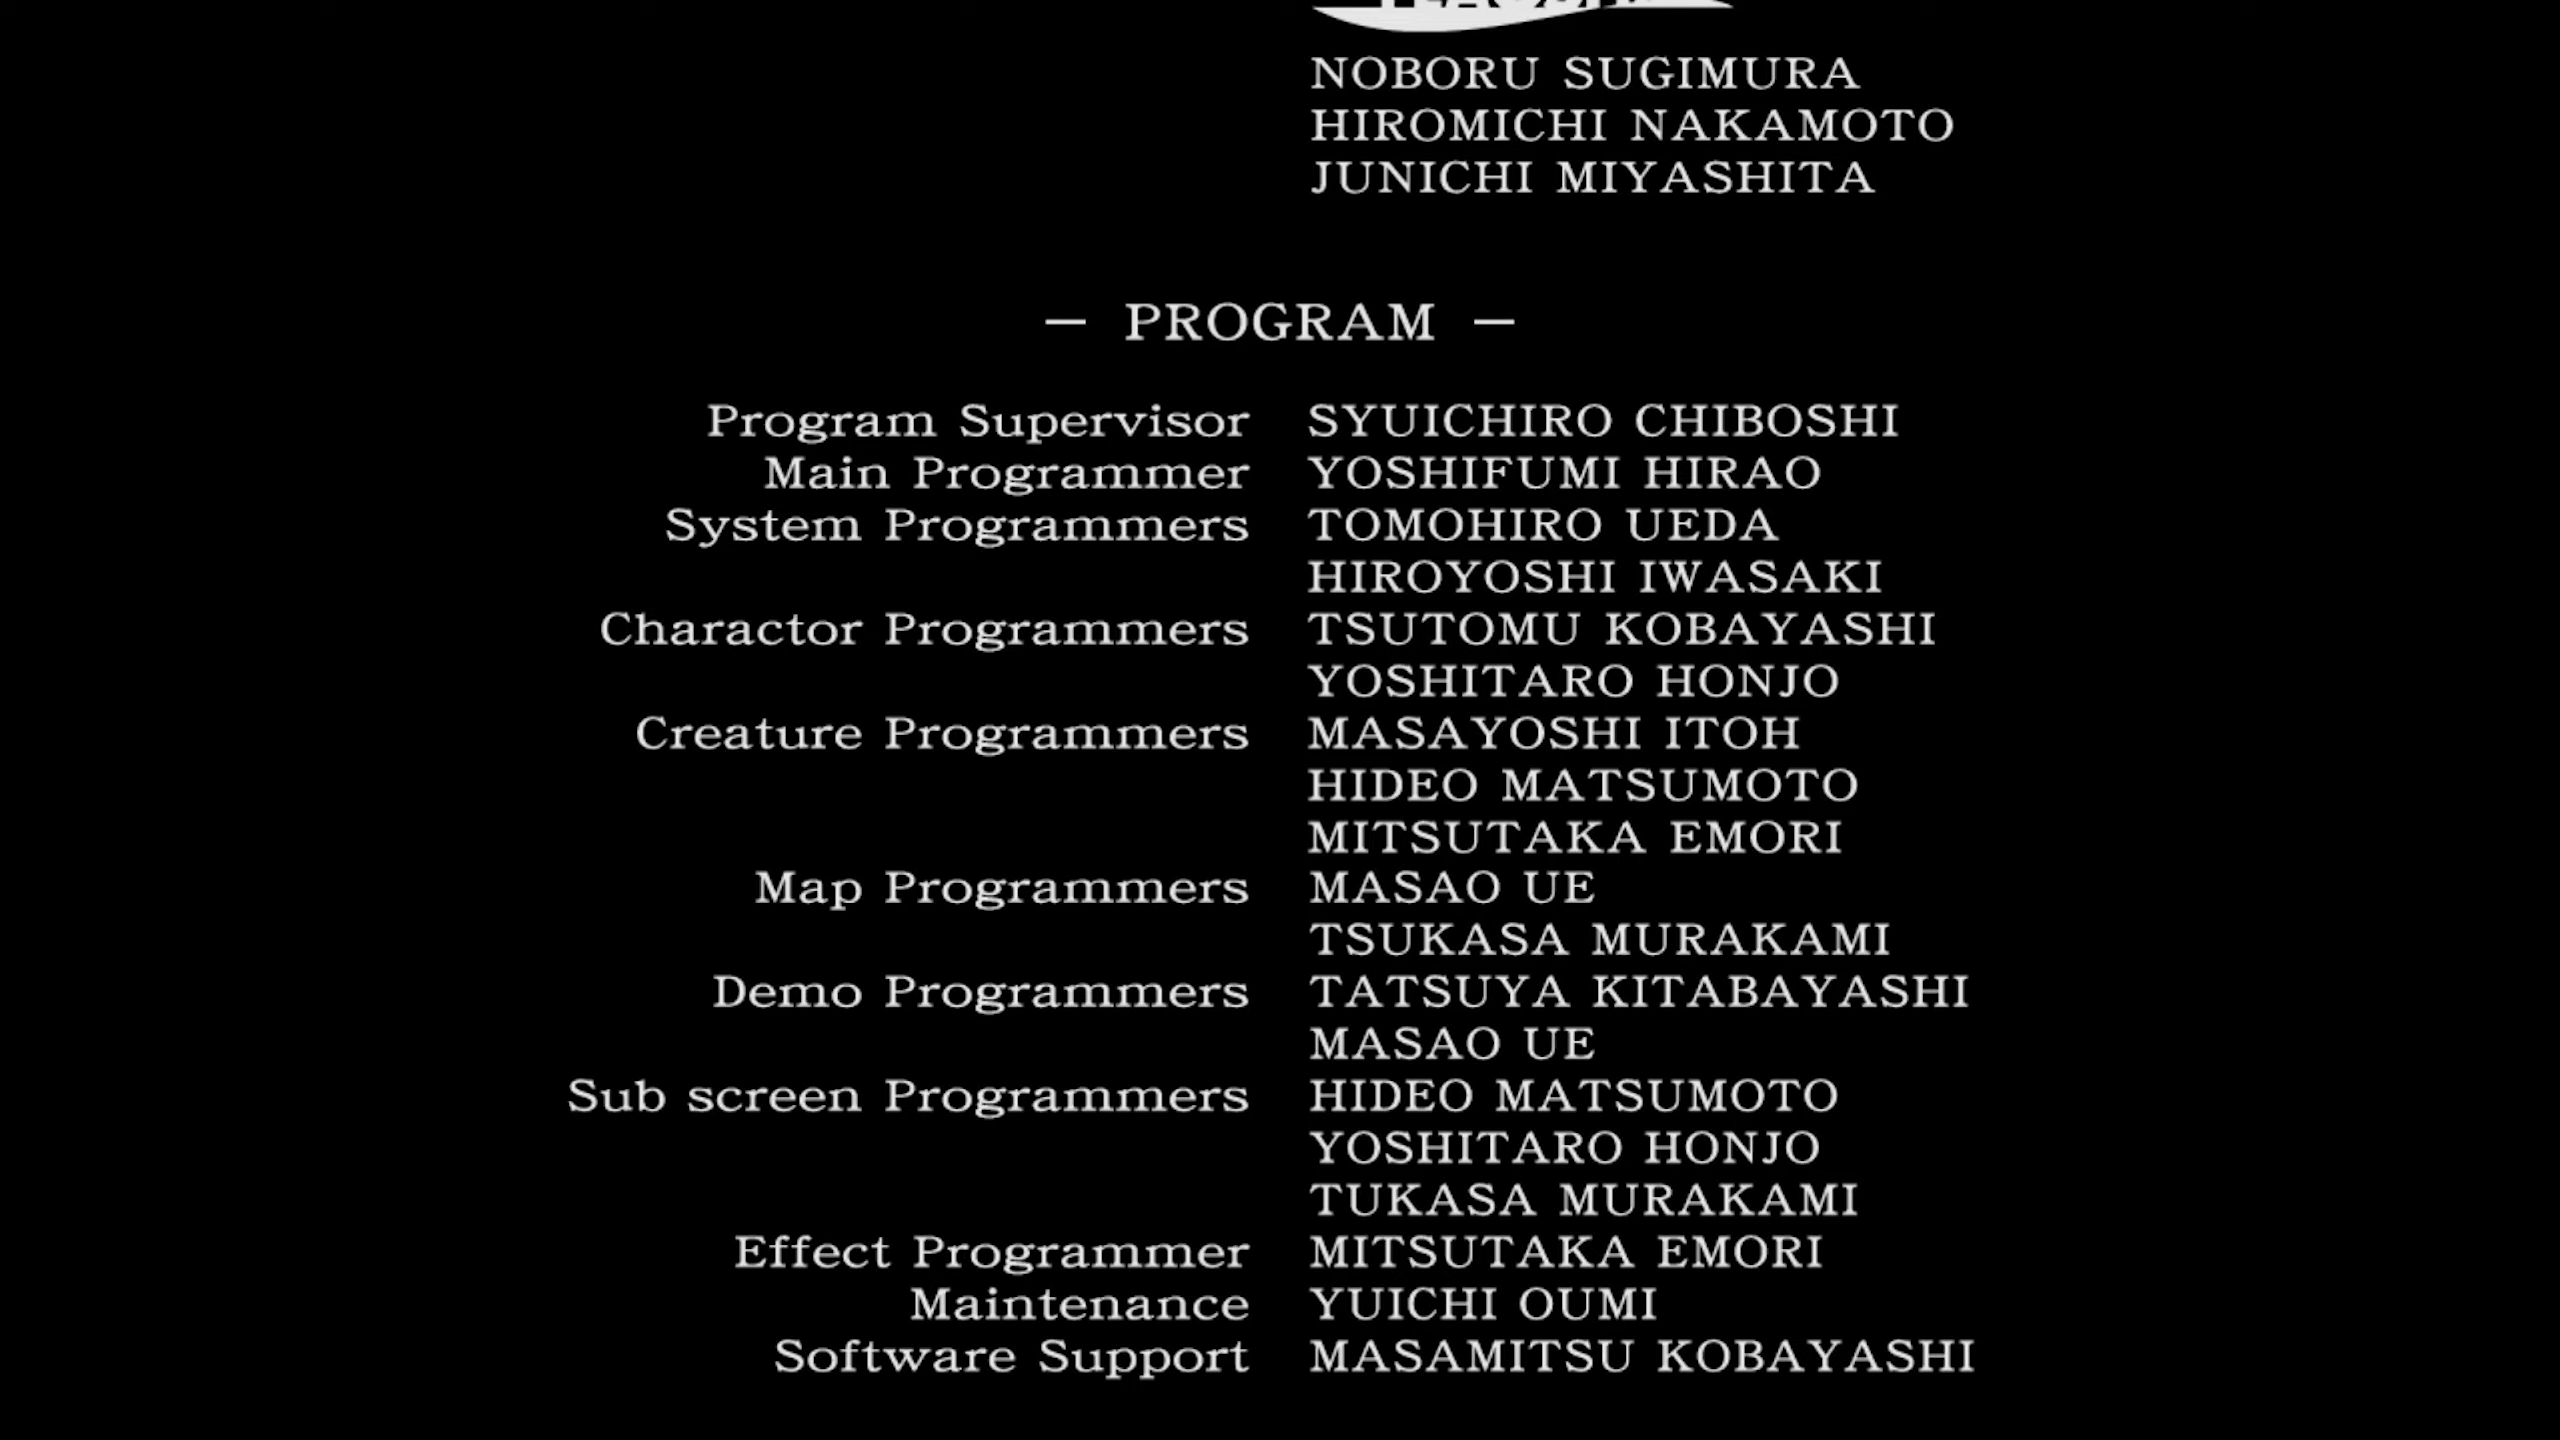 NOBORU SUGIMURA
HIROMICHI NAKAMOTO
JUNICHI MIYASHITA
— PROGRAM —
Program Supervisor SYUICHIRO CHIBOSHI
Main Programmer YOSHIFUMI HIRAO
System Programmers TOMOHIRO UEDA
HIROYOSHI IWASAKI
Charactor Programmers TSUTOMU KOBAYASHI
YOSHITARO HONJO
Creature Programmers MASAYOSHI ITOH
HIDEO MATSUMOTO
MITSUTAKA EMORI
Map Programmers MASAO UE
TSUKASA MURAKAMI
Demo Programmers TATSUYA KITABAYASHI
MASAO UE
Sub screen Programmers HIDEO MATSUMOTO
YOSHITARO HONJO
TUKASA MURAKAMI
Effect Programmer MITSUTAKA EMORI
Maintenance YUICHI OUMI
Software Support MASAMITSU KOBAYASHI